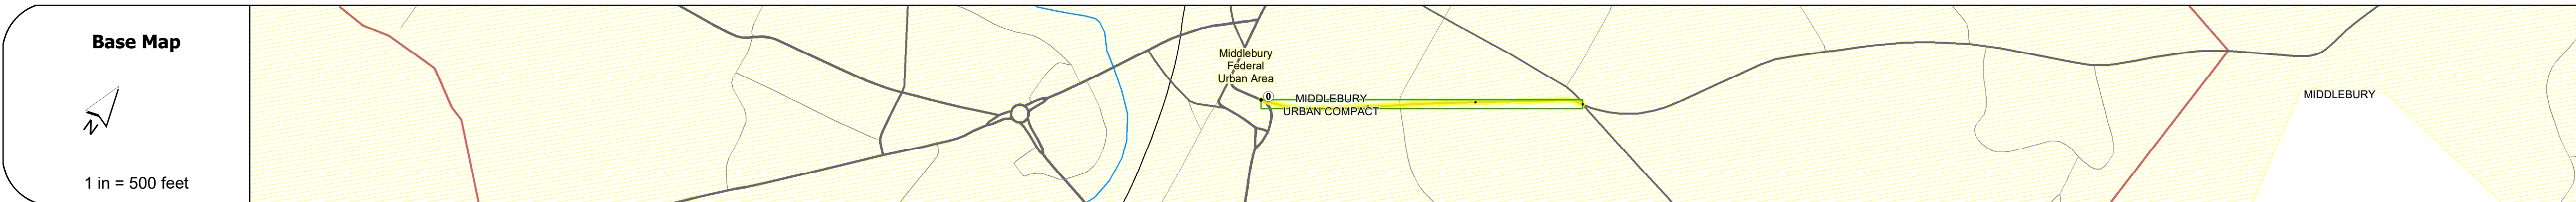 Base Map
N
1 in = 500 feet
Middlebury
Federal
Urban Area
0
MIDDLEBURY
URBAN COMPACT
MIDDLEBURY